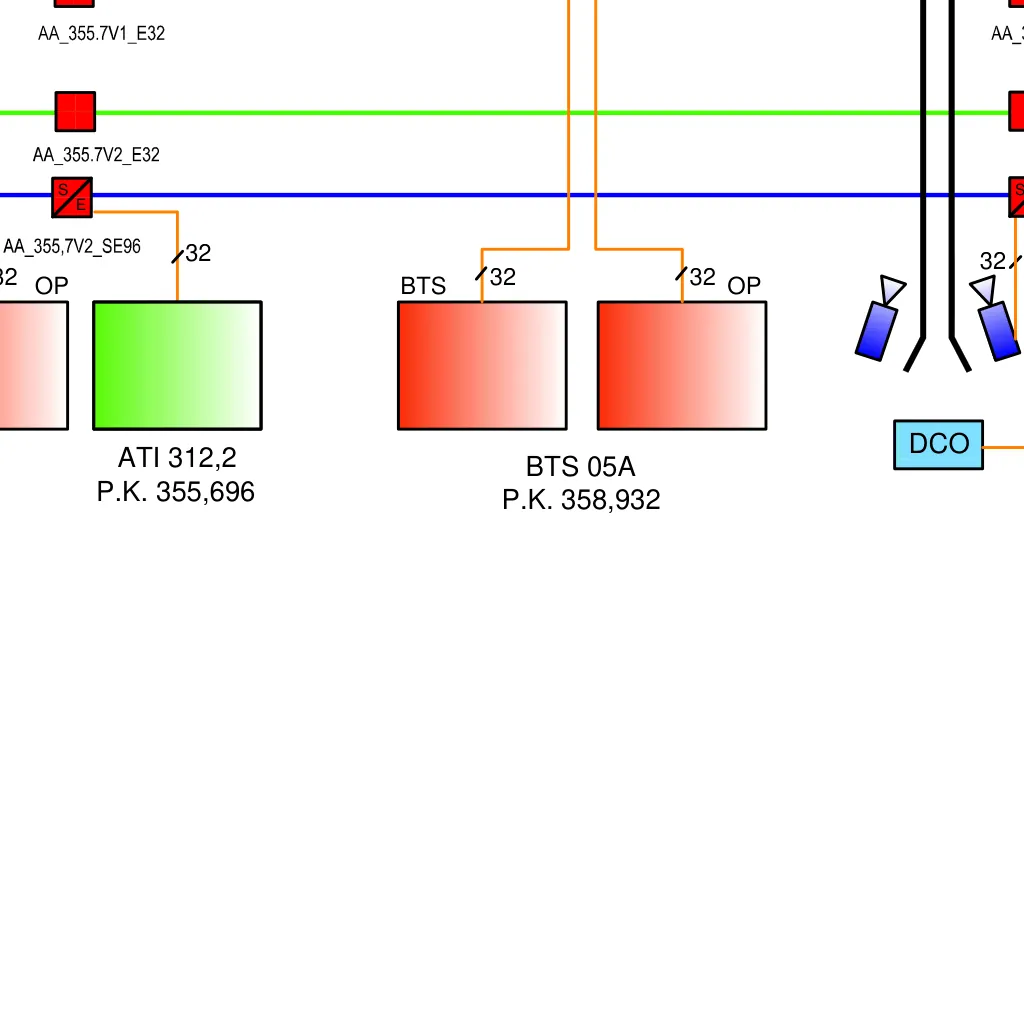 AA_355.7V1_E32
AA_355.7V2_E32
S
E
AA_355,7V2_SE96
32
OP
32
BTS
32
32
OP
32
S
DCO
ATI 312,2
P.K. 355,696
BTS 05A
P.K. 358,932